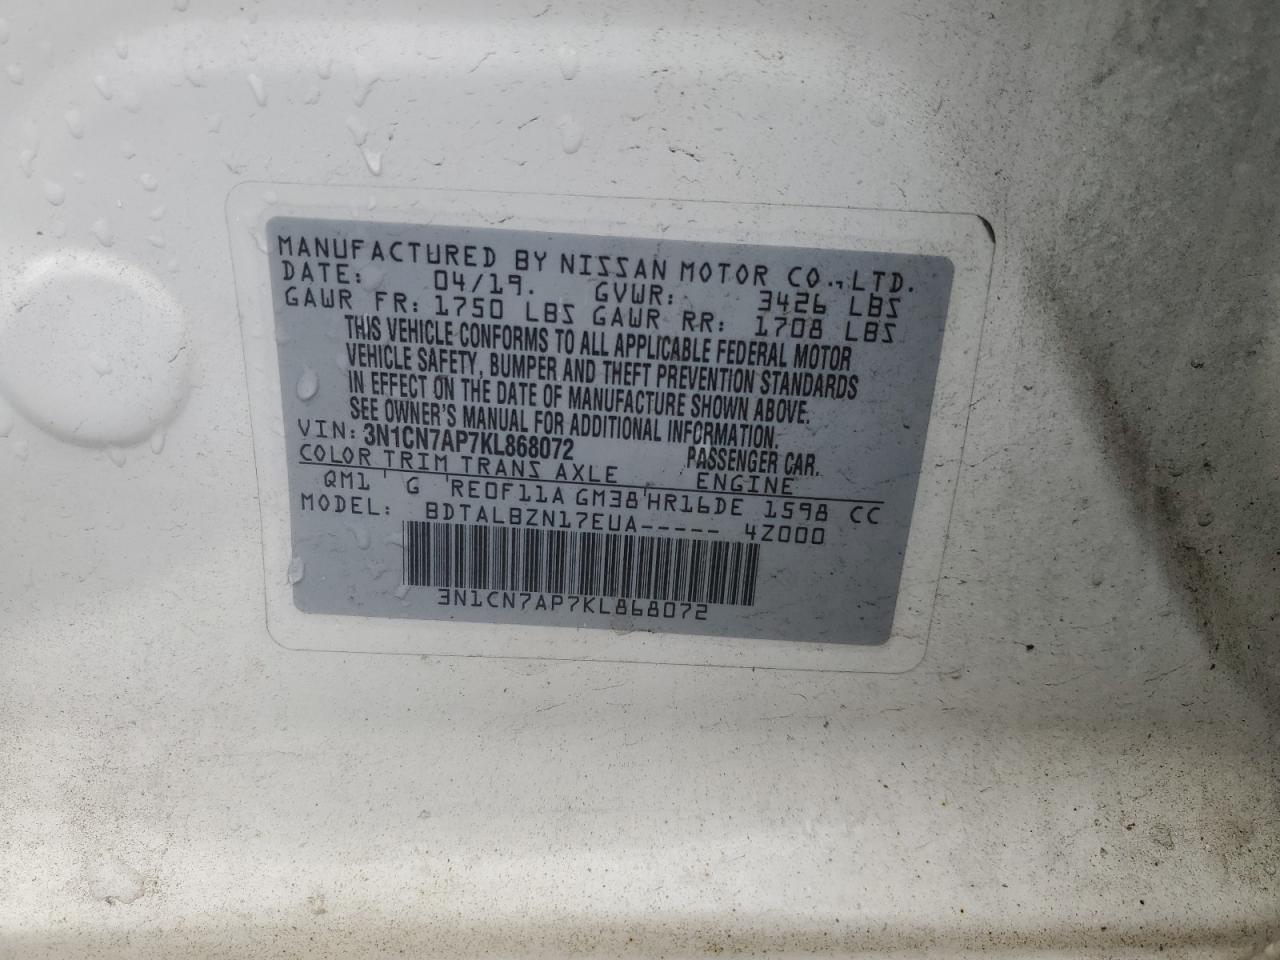 MANUFACTURED BY NISSAN MOTOR CO., LTD.
DATE: 04/19. GVWR: 3426 LBS
GAWR FR: 1750 LBS GAWR RR: 1708 LBS
THIS VEHICLE CONFORMS TO ALL APPLICABLE FEDERAL MOTOR
VEHICLE SAFETY, BUMPER AND THEFT PREVENTION STANDARDS
IN EFFECT ON THE DATE OF MANUFACTURE SHOWN ABOVE.
SEE OWNER'S MANUAL FOR ADDITIONAL INFORMATION.
VIN: 3N1CN7AP7KL868072 PASSENGER CAR.
COLOR TRIM TRANS AXLE ENGINE
QM1 ' G 'RE0F11A GM38'HR16DE 1598 CC
MODEL: BDTALBZN17EUA----- 4Z000
3N1CN7AP7KL868072